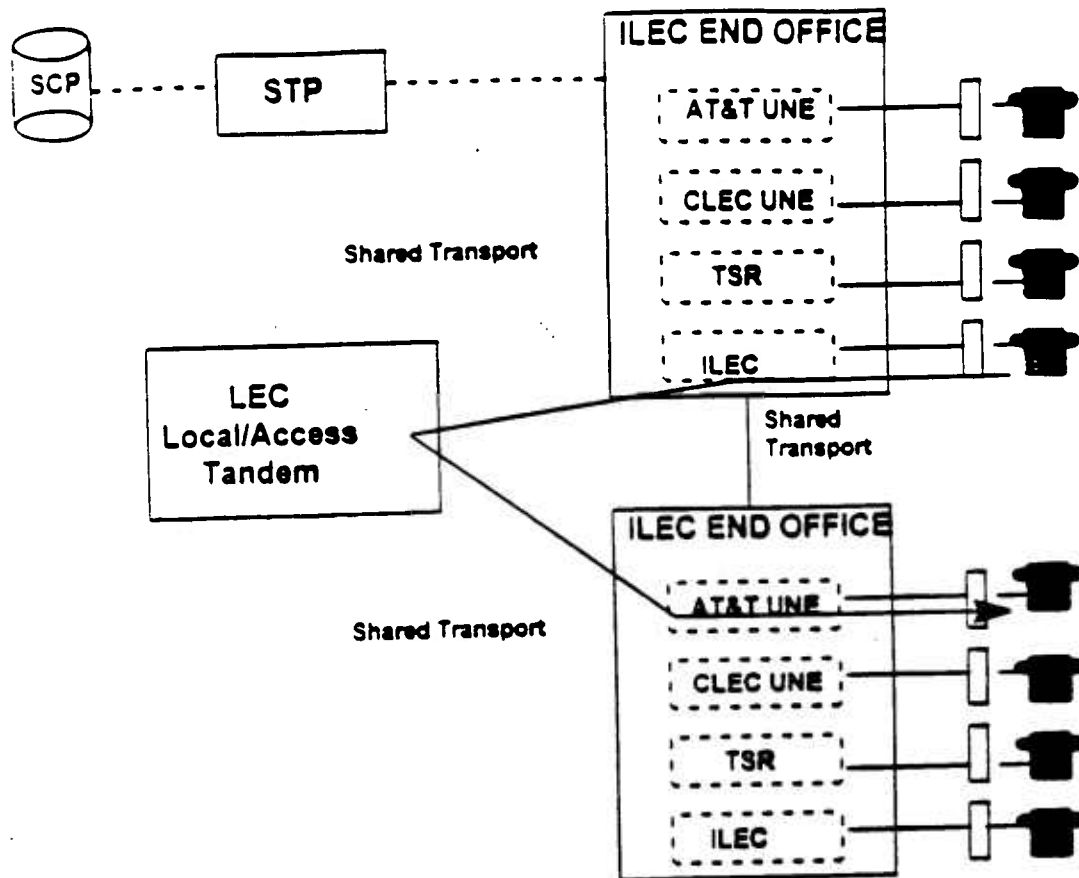 ILEC END OFFICE
SCP
STP
AT&T UNE
CLEC UNE
TSR
ILEC
Shared Transport
LEC
Local/Access
Tandem
Shared
Transport
ILEC END OFFICE
AT&T UNE
CLEC UNE
TSR
ILEC
Shared Transport